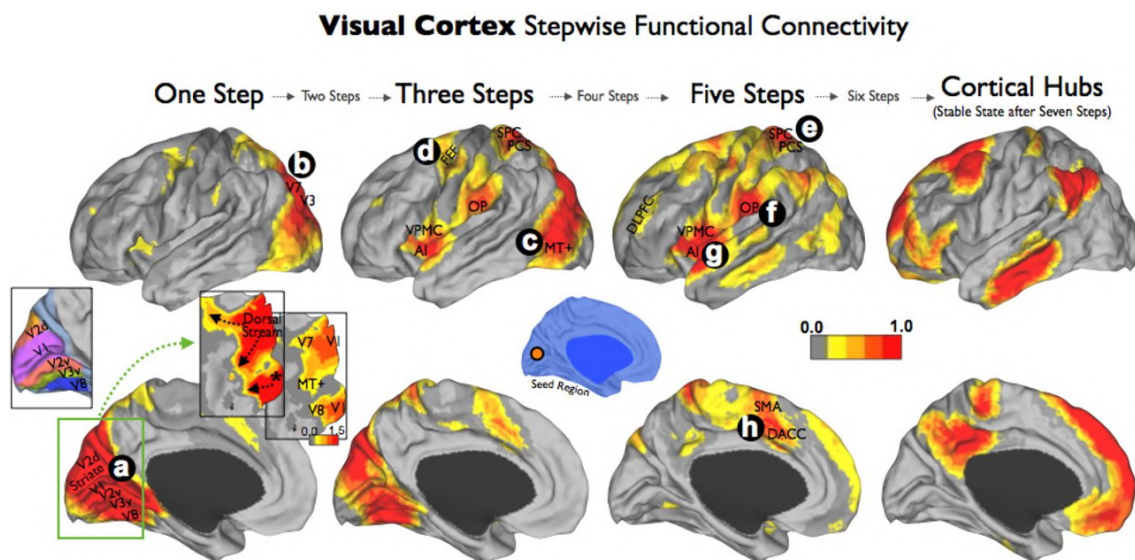 Visual Cortex Stepwise Functional Connectivity
One Step
Two Steps
Three Steps
Four Steps
Five Steps
Six Steps
Cortical Hubs
(Stable State after Seven Steps)
b
V7
V3
d
FEF
SPC
PCS
OP
VPMC
AI
c
MT+
SPC
PCS
e
DLPFC
OP
f
VPMC
AI
g
V2d
V1
V2v
V3v
V8
Dorsal
Stream
*
V7
V1
MT+
V8
V1
0.0
1.5
Seed Region
0.0
1.0
V2d
Striate
a
V1
V2v
V3v
V8
SMA
h
DACC